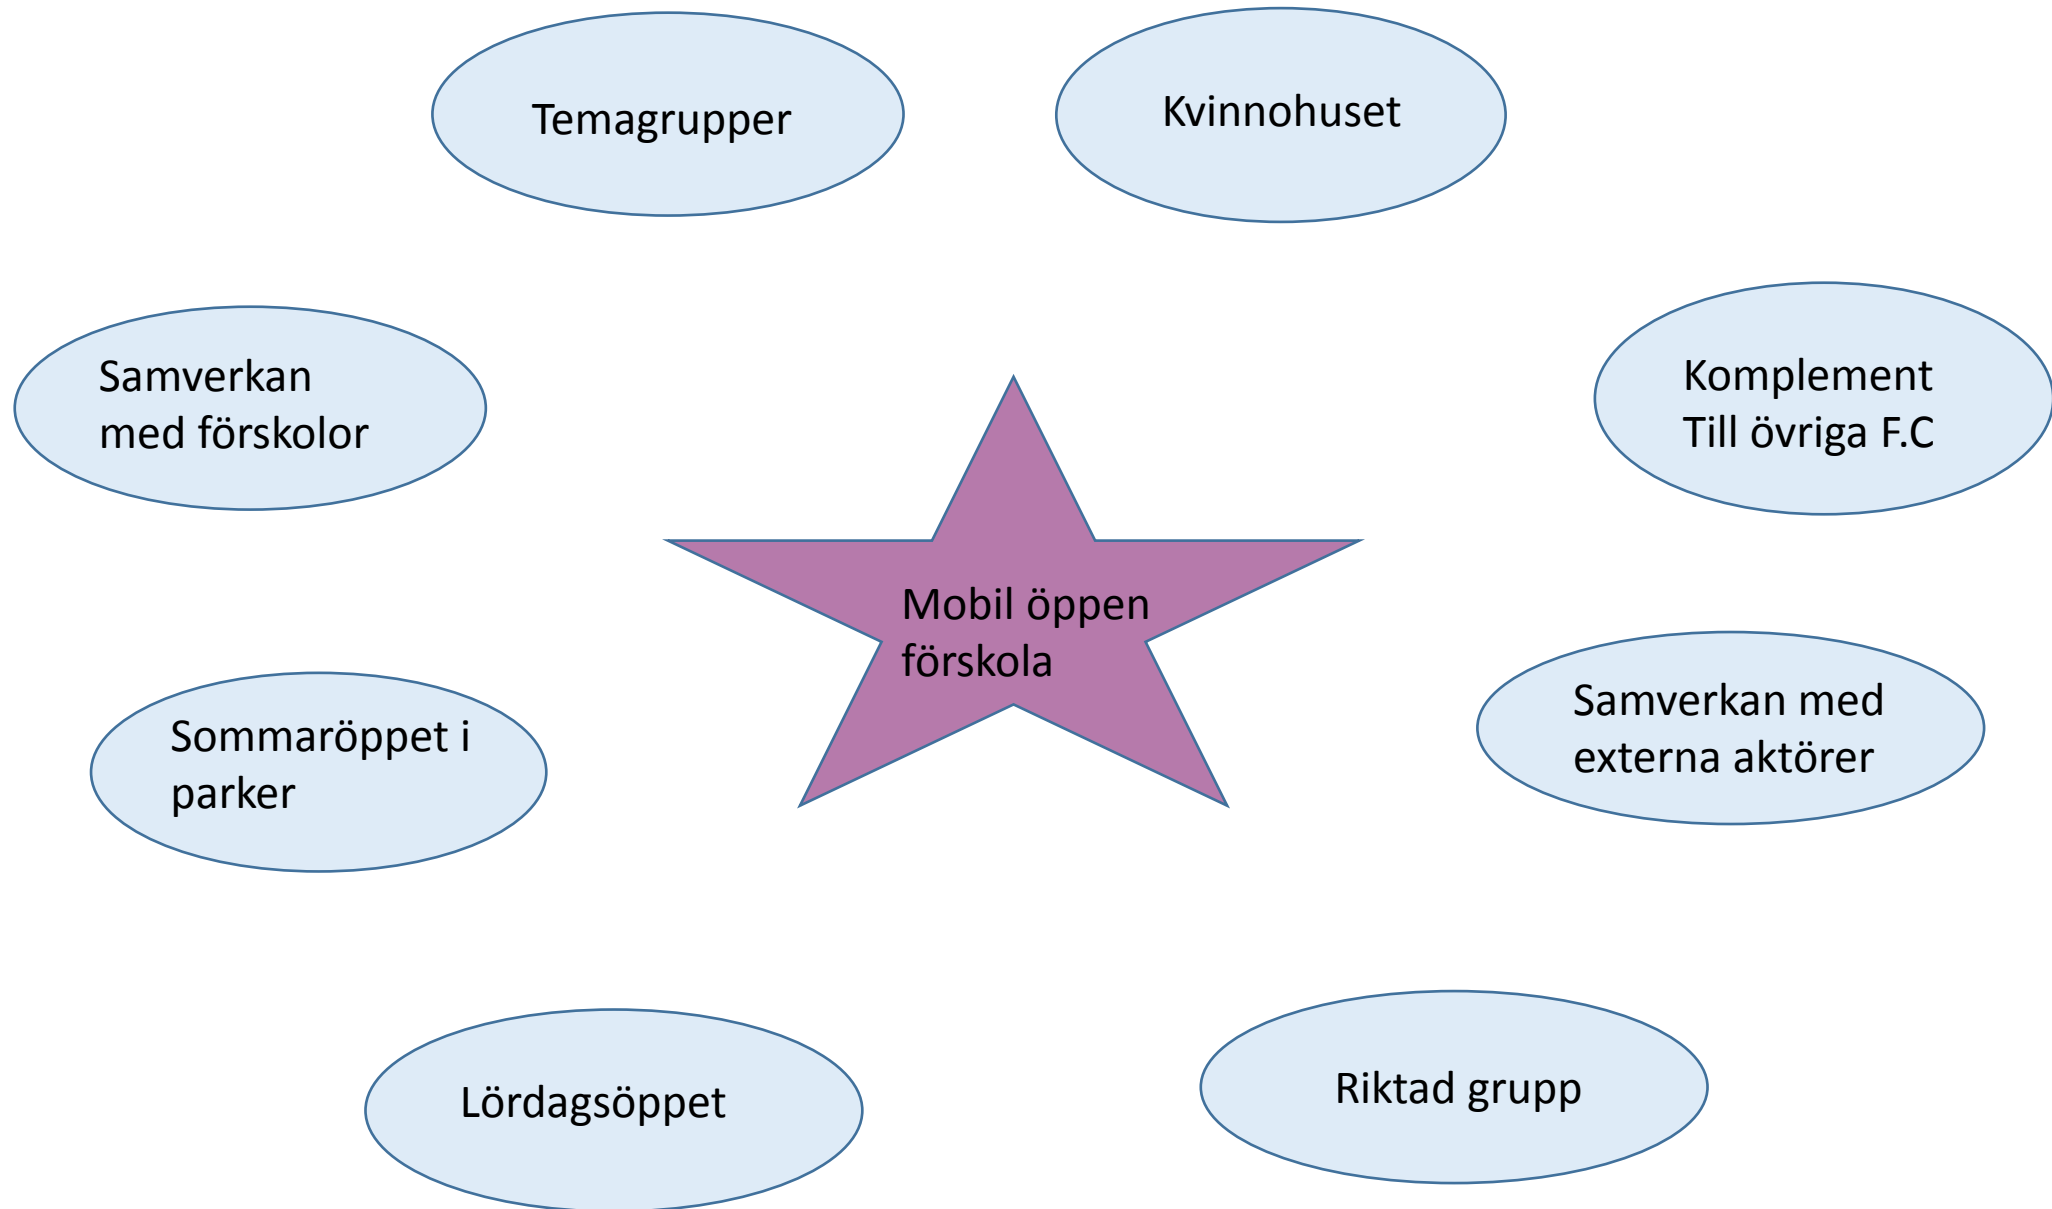 Temagrupper
Kvinnohuset
Samverkan
med förskolor
Komplement
Till övriga F.C
Mobil öppen
förskola
Sommaröppet i
parker
Samverkan med
externa aktörer
Lördagsöppet
Riktad grupp